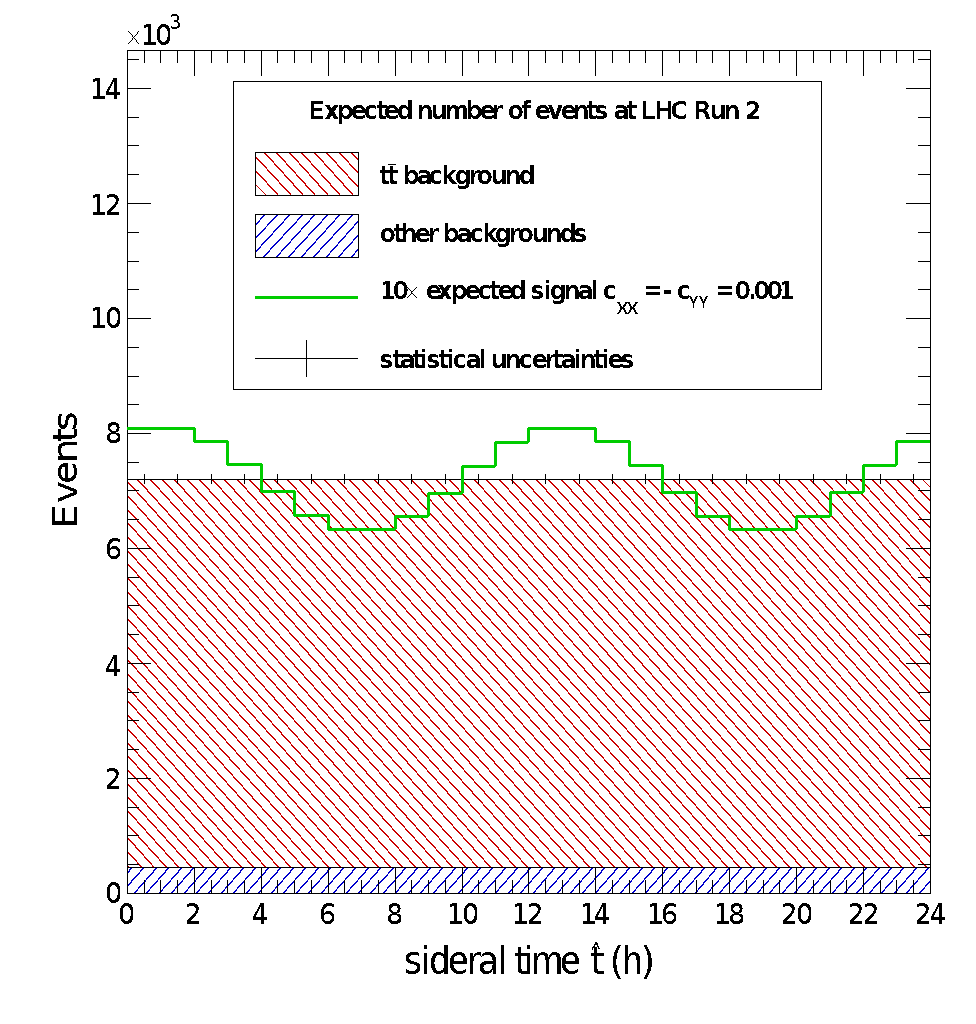 ×10³
14
12
10
8
6
4
2
0
Events
Expected number of events at LHC Run 2
tt̄ background
other backgrounds
10× expected signal c_XX = - c_YY = 0.001
statistical uncertainties
0 2 4 6 8 10 12 14 16 18 20 22 24
sideral time t̂ (h)